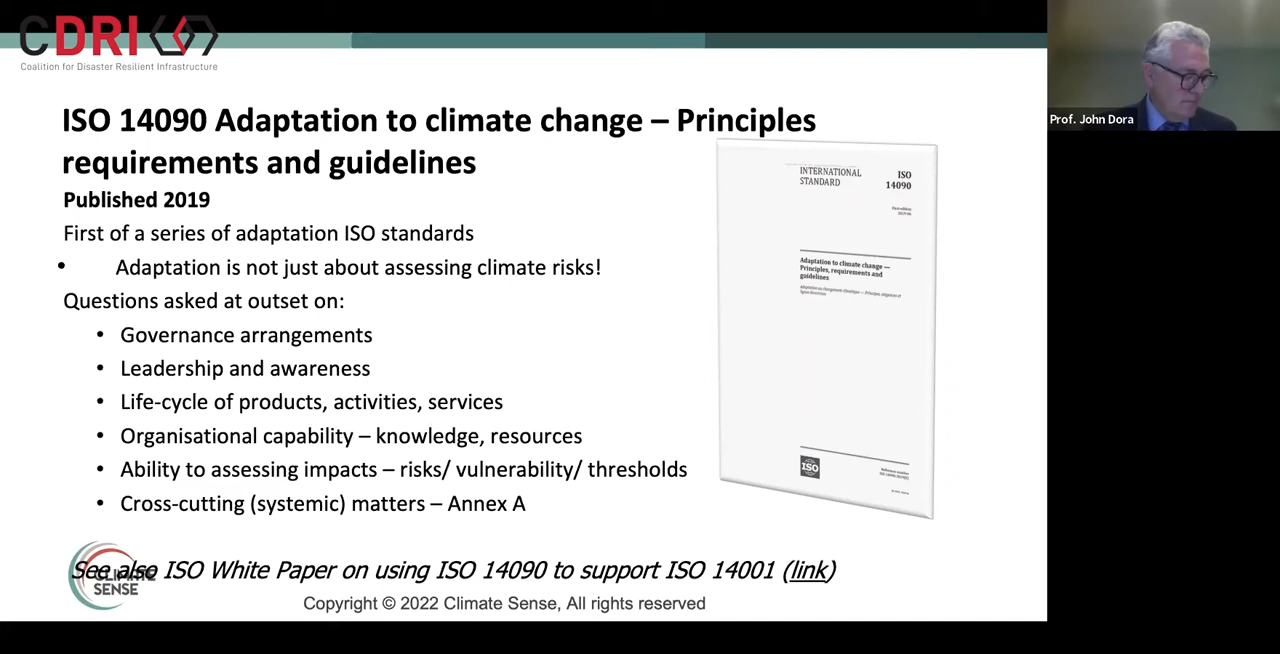 CDRI
Coalition for Disaster Resilient Infrastructure
Prof. John Dora
ISO 14090 Adaptation to climate change – Principles
requirements and guidelines
Published 2019
First of a series of adaptation ISO standards
• Adaptation is not just about assessing climate risks!
Questions asked at outset on:
• Governance arrangements
• Leadership and awareness
• Life-cycle of products, activities, services
• Organisational capability – knowledge, resources
• Ability to assessing impacts – risks/ vulnerability/ thresholds
• Cross-cutting (systemic) matters – Annex A
INTERNATIONAL
STANDARD
ISO
14090
First edition
Adaptation to climate change —
Principles, requirements and
guidelines
ISO
Reference number
See also ISO White Paper on using ISO 14090 to support ISO 14001 (link)
CLIMATE
SENSE
Copyright © 2022 Climate Sense, All rights reserved